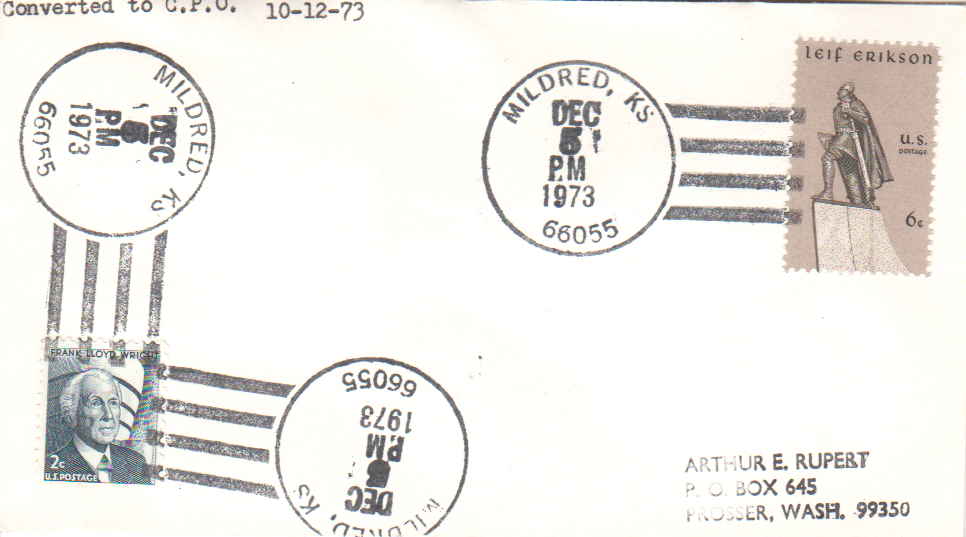 Converted to C.P.O. 10-12-73
MILDRED, KS
DEC
5
P.M
1973
66055
MILDRED, KS
DEC
5
P.M
1973
66055
LEIF ERIKSON
U.S.
POSTAGE
6c
FRANK LLOYD WRIGHT
2c
U.S. POSTAGE
66055
1973
P.M
5
DEC
MILDRED, KS
ARTHUR E. RUPERT
P. O. BOX 645
PROSSER, WASH. 99350